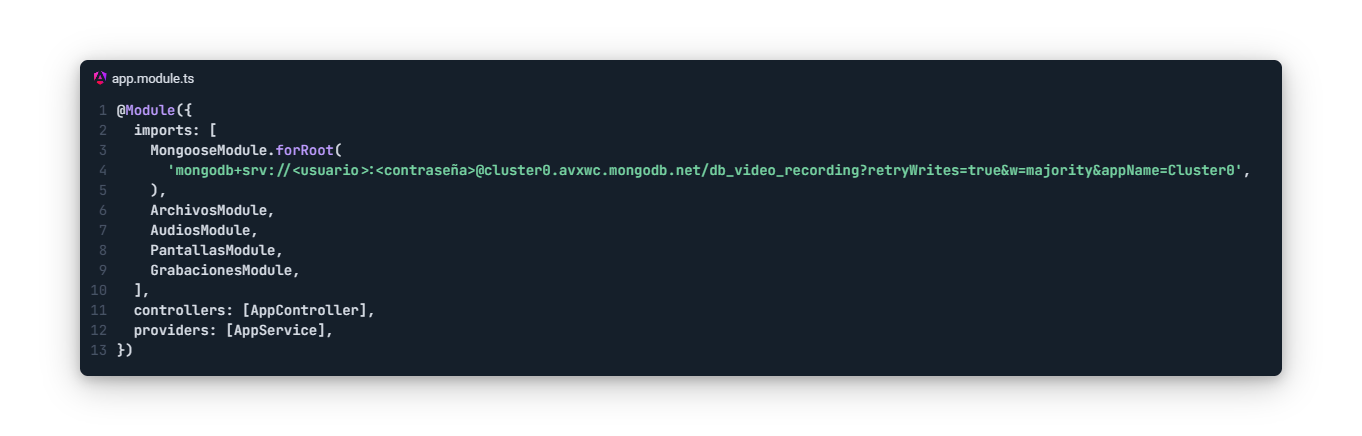 app.module.ts
1 @Module({
2   imports: [
3     MongooseModule.forRoot(
4       'mongodb+srv://<usuario>:<contraseña>@cluster0.avxwc.mongodb.net/db_video_recording?retryWrites=true&w=majority&appName=Cluster0',
5     ),
6     ArchivosModule,
7     AudiosModule,
8     PantallasModule,
9     GrabacionesModule,
10   ],
11   controllers: [AppController],
12   providers: [AppService],
13 })